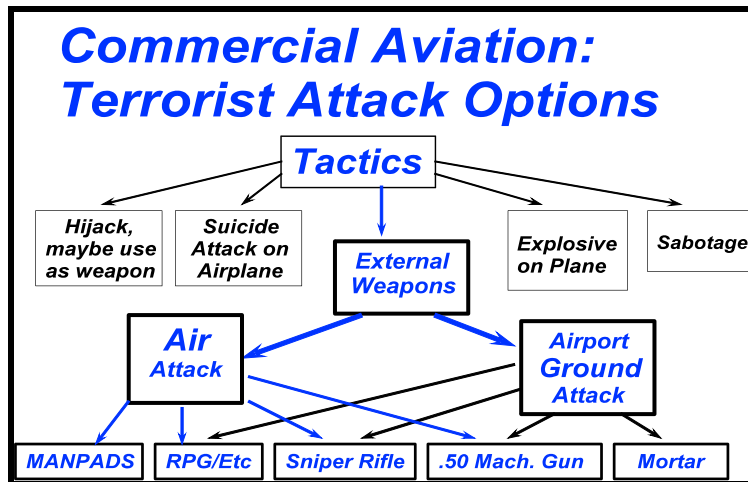 Commercial Aviation:
Terrorist Attack Options
Tactics
Hijack,
maybe use
as weapon
Suicide
Attack on
Airplane
External
Weapons
Explosive
on Plane
Sabotage
Air
Attack
Airport
Ground
Attack
MANPADS
RPG/Etc
Sniper Rifle
.50 Mach. Gun
Mortar